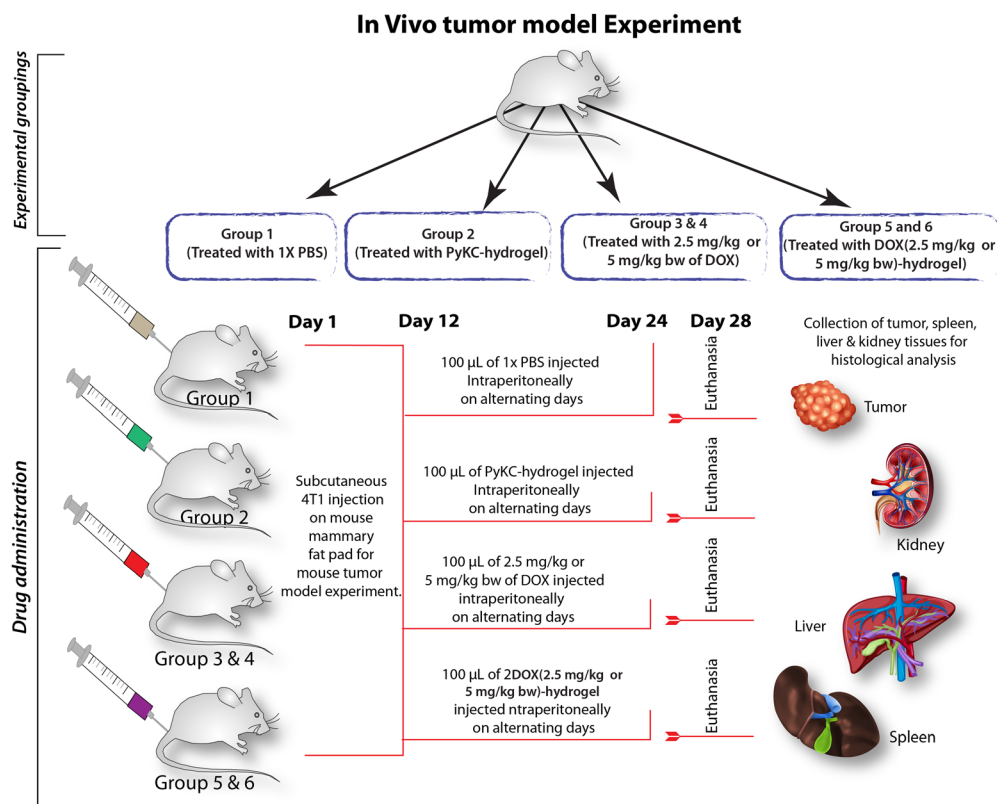 In Vivo tumor model Experiment
Experimental groupings
Group 1
(Treated with 1X PBS)
Group 2
(Treated with PyKC-hydrogel)
Group 3 & 4
(Treated with 2.5 mg/kg or
5 mg/kg bw of DOX)
Group 5 and 6
(Treated with DOX(2.5 mg/kg or
5 mg/kg bw)-hydrogel)
Drug administration
Group 1
Group 2
Group 3 & 4
Group 5 & 6
Day 1
Day 12
Day 24
Day 28
Subcutaneous
4T1 injection
on mouse
mammary
fat pad for
mouse tumor
model experiment.
100 µL of 1x PBS injected
Intraperitoneally
on alternating days
100 µL of PyKC-hydrogel injected
Intraperitoneally
on alternating days
100 µL of 2.5 mg/kg or
5 mg/kg bw of DOX injected
intraperitoneally
on alternating days
100 µL of 2DOX(2.5 mg/kg or
5 mg/kg bw)-hydrogel
injected ntraperitoneally
on alternating days
Euthanasia
Euthanasia
Euthanasia
Euthanasia
Collection of tumor, spleen,
liver & kidney tissues for
histological analysis
Tumor
Kidney
Liver
Spleen